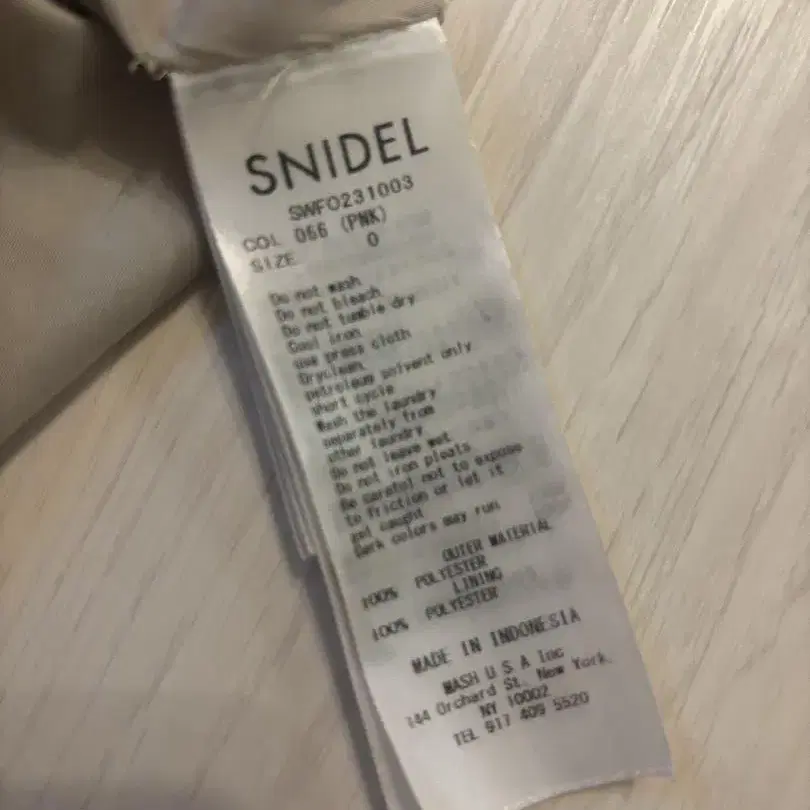 SNIDEL
SWFO231003
COL 066 (PNK)
SIZE 0
Do not wash
Do not bleach
Do not tumble dry
Cool iron
use press cloth
Dryclean,
petroleum solvent only
short cycle
Wash the laundry
separately from
other laundry
Do not leave wet
Do not iron pleats
Be careful not to expose
to friction or let it
get caught
Dark colors may run
OUTER MATERIAL
100% POLYESTER
LINING
100% POLYESTER
MADE IN INDONESIA
MASH U S A Inc
144 Orchard St. New York,
NY 10002
TEL 917 409 5520